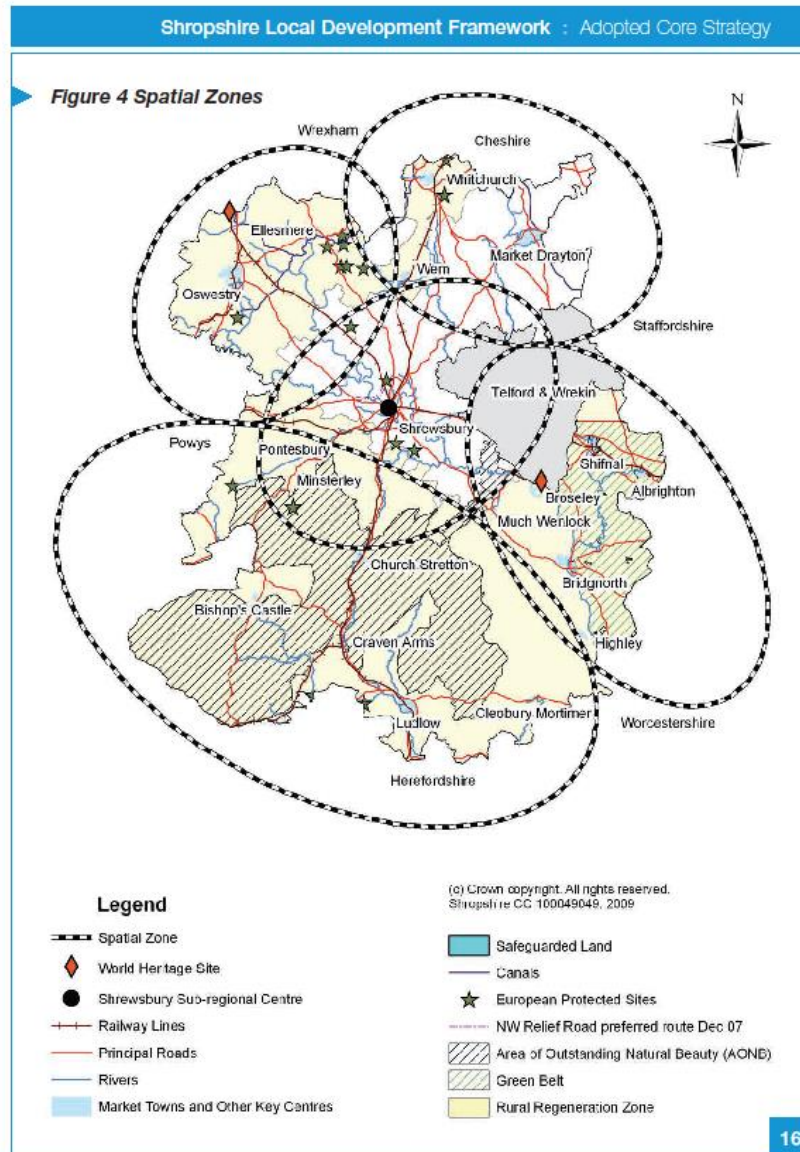 Shropshire Local Development Framework : Adopted Core Strategy
Figure 4 Spatial Zones
N
Wrexham
Cheshire
Whitchurch
Ellesmere
Market Drayton
Wem
Oswestry
Staffordshire
Telford & Wrekin
Shrewsbury
Powys
Pontesbury
Shifnal
Minsterley
Albrighton
Broseley
Much Wenlock
Church Stretton
Bridgnorth
Bishop's Castle
Craven Arms
Highley
Cleobury Mortimer
Ludlow
Worcestershire
Herefordshire
Legend
Spatial Zone
World Heritage Site
Shrewsbury Sub-regional Centre
Railway Lines
Principal Roads
Rivers
Market Towns and Other Key Centres
(c) Crown copyright. All rights reserved.
Shropshire CC 100049049. 2009
Safeguarded Land
Canals
European Protected Sites
NW Relief Road preferred route Dec 07
Area of Outstanding Natural Beauty (AONB)
Green Belt
Rural Regeneration Zone
16